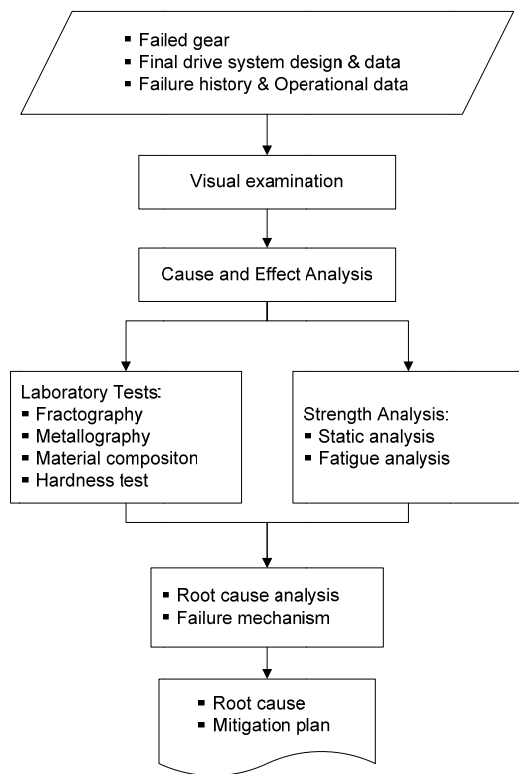 ▪ Failed gear
▪ Final drive system design & data
▪ Failure history & Operational data
Visual examination
Cause and Effect Analysis
Laboratory Tests:
▪ Fractography
▪ Metallography
▪ Material compositon
▪ Hardness test
Strength Analysis:
▪ Static analysis
▪ Fatigue analysis
▪ Root cause analysis
▪ Failure mechanism
▪ Root cause
▪ Mitigation plan